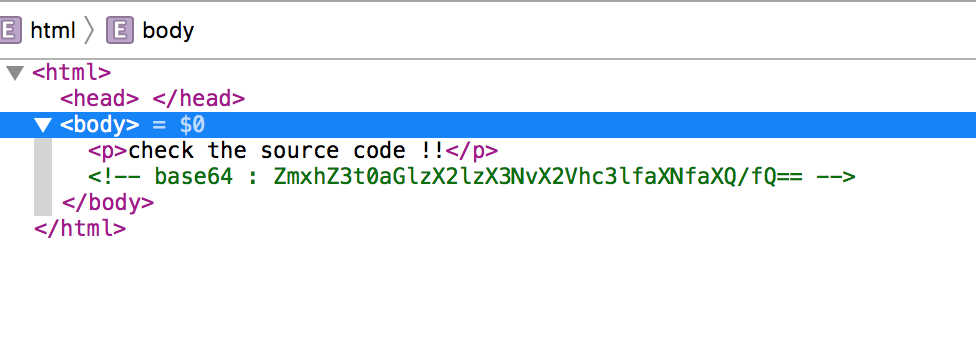 E html 〉 E body
▼ <html>
<head> </head>
▼ <body> = $0
<p>check the source code !!</p>
<!-- base64 : ZmxhZ3t0aGlzX2lzX3NvX2Vhc3lfaXNfaXQ/fQ== -->
</body>
</html>